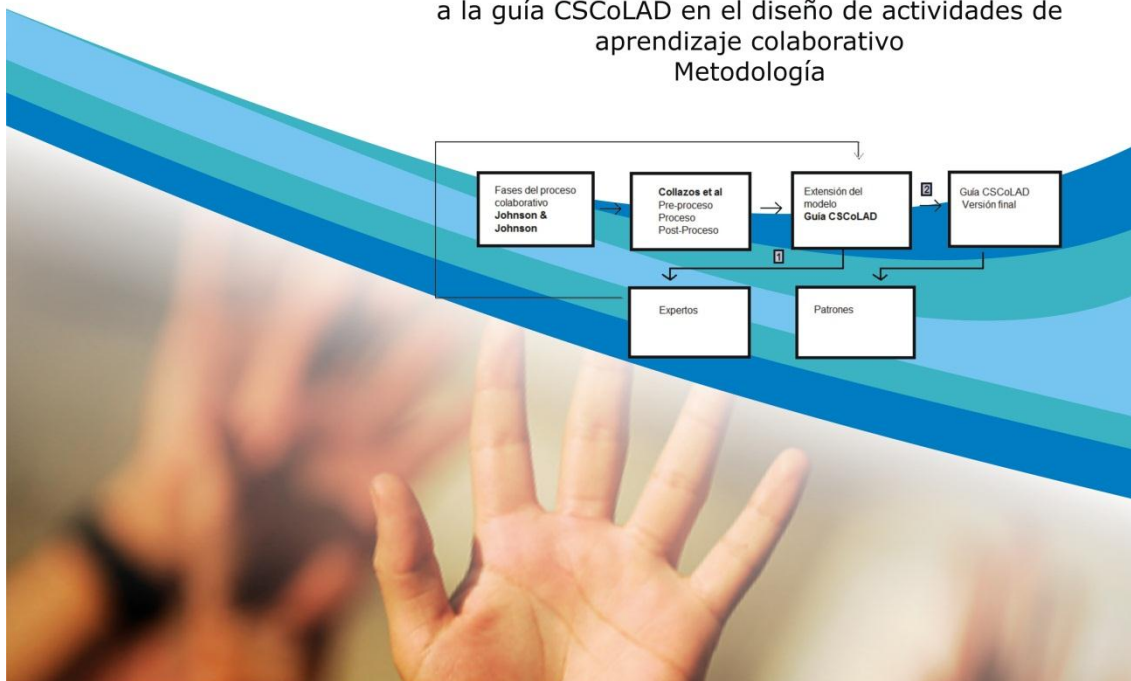 a la guía CSCoLAD en el diseño de actividades de
aprendizaje colaborativo
Metodología
Fases del proceso
colaborativo
Johnson &
Johnson
Collazos et al
Pre-proceso
Proceso
Post-Proceso
Extensión del
modelo
Guía CSCoLAD
2
Guía CSCoLAD
Versión final
1
Expertos
Patrones